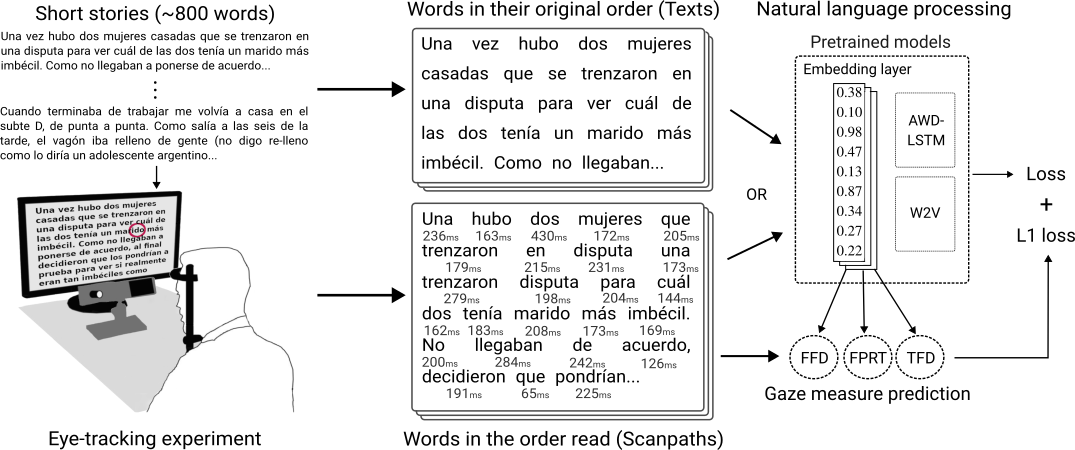 Short stories (~800 words)
Una vez hubo dos mujeres casadas que se trenzaron en
una disputa para ver cuál de las dos tenía un marido más
imbécil. Como no llegaban a ponerse de acuerdo...
Cuando terminaba de trabajar me volvía a casa en el
subte D, de punta a punta. Como salía a las seis de la
tarde, el vagón iba relleno de gente (no digo re-lleno
como lo diría un adolescente argentino...
Una vez hubo dos mujeres
casadas que se trenzaron en
una disputa para ver cuál de
las dos tenía un marido más
imbécil. Como no llegaban a
ponerse de acuerdo, al final
decidieron que los pondrían a
prueba para ver si realmente
eran tan imbéciles como
Eye-tracking experiment
Words in their original order (Texts)
Una vez hubo dos mujeres
casadas que se trenzaron en
una disputa para ver cuál de
las dos tenía un marido más
imbécil. Como no llegaban...
Una hubo dos mujeres que
236ms 163ms 430ms 172ms 205ms
trenzaron en disputa una
179ms 215ms 231ms 173ms
trenzaron disputa para cuál
279ms 198ms 204ms 144ms
dos tenía marido más imbécil.
162ms 183ms 208ms 173ms 169ms
No llegaban de acuerdo,
200ms 284ms 242ms 126ms
decidieron que pondrían...
191ms 65ms 225ms
Words in the order read (Scanpaths)
Natural language processing
Pretrained models
Embedding layer
0.38
0.10
0.98
0.47
0.13
0.87
0.34
0.27
0.22
AWD-
LSTM
W2V
OR
Loss
+
L1 loss
FFD FPRT TFD
Gaze measure prediction